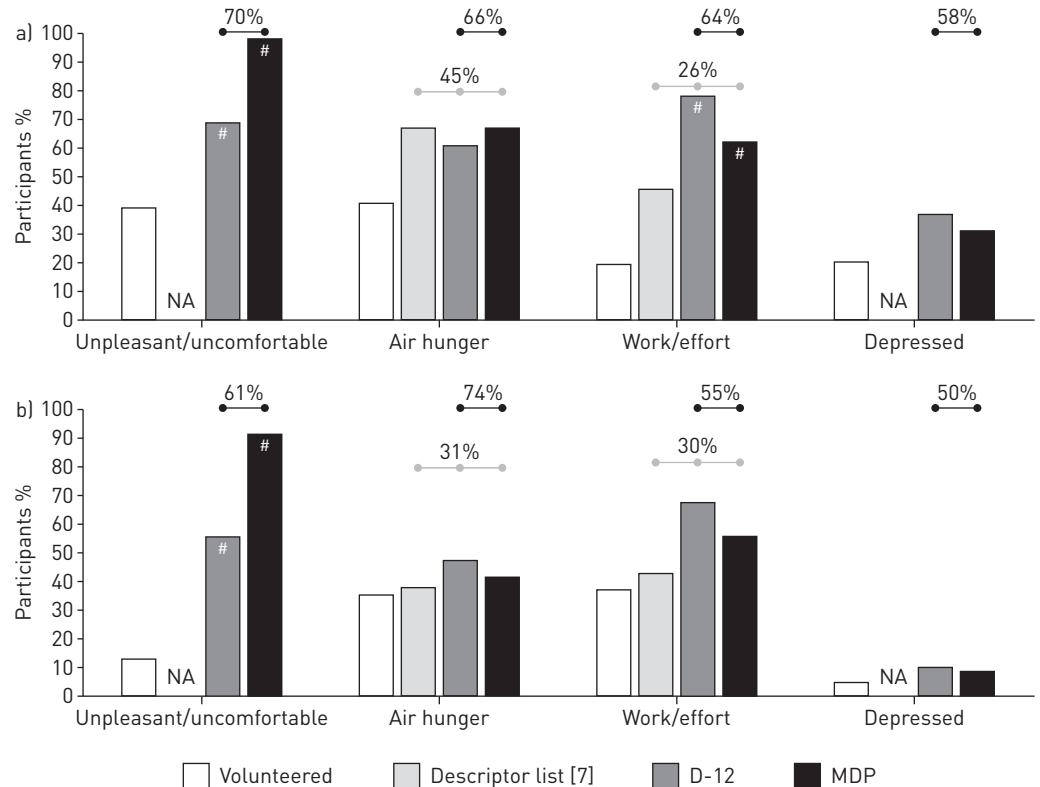 a)
70%
66%
64%
58%
45%
26%
Participants %
100
90
80
70
60
50
40
30
20
10
0
#
#
#
#
NA
NA
Unpleasant/uncomfortable
Air hunger
Work/effort
Depressed
b)
61%
74%
55%
50%
31%
30%
Participants %
100
90
80
70
60
50
40
30
20
10
0
#
#
NA
NA
Unpleasant/uncomfortable
Air hunger
Work/effort
Depressed
Volunteered
Descriptor list [7]
D-12
MDP